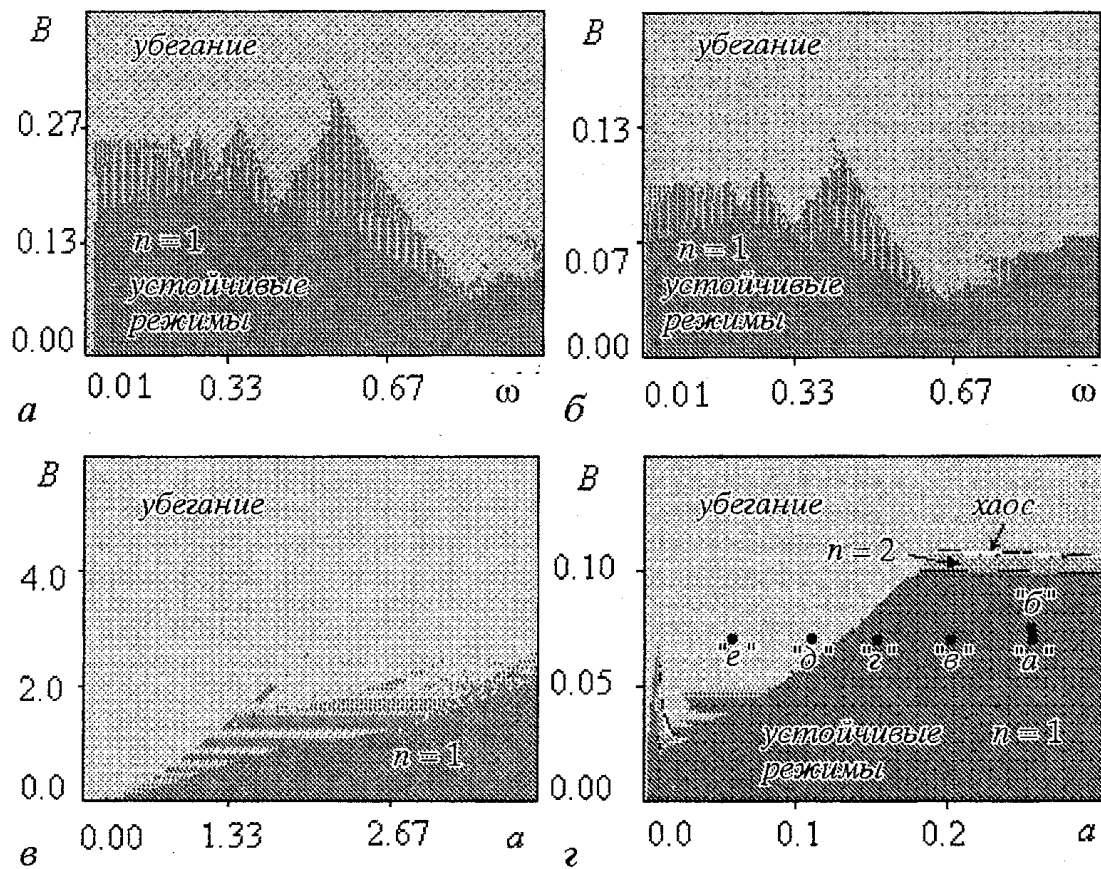 B
убегание
0.27
n = 1
0.13
устойчивые
режимы
0.00
0.01 0.33 0.67 ω
а
B
убегание
0.13
n = 1
0.07
устойчивые
режимы
0.00
0.01 0.33 0.67 ω
б
B
убегание
4.0
2.0
n = 1
0.0
0.00 1.33 2.67 a
в
B
убегание
хаос
n = 2
0.10
"б"
"е" "д" "г" "в" "а"
0.05
устойчивые n = 1
режимы
0.00
0.0 0.1 0.2 a
г